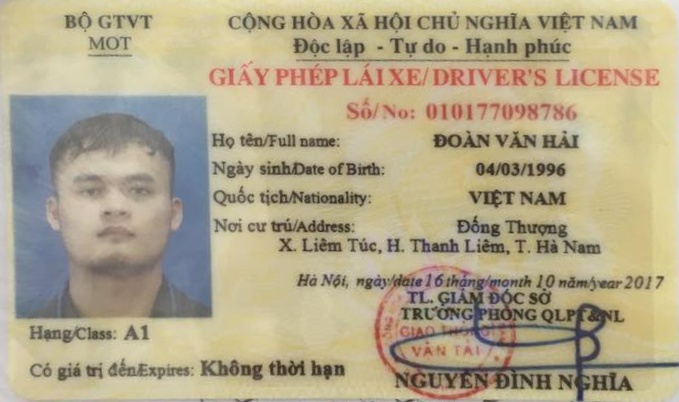 BỘ GTVT
MOT
CỘNG HÒA XÃ HỘI CHỦ NGHĨA VIỆT NAM
Độc lập - Tự do - Hạnh phúc
GIẤY PHÉP LÁI XE/ DRIVER'S LICENSE
Số/No: 010177098786
Họ tên/Full name: ĐOÀN VĂN HẢI
Ngày sinh/Date of Birth: 04/03/1996
Quốc tịch/Nationality: VIỆT NAM
Nơi cư trú/Address: Đống Thượng
X. Liêm Túc, H. Thanh Liêm, T. Hà Nam
Hà Nội, ngày/date 16 tháng/month 10 năm/year 2017
TL. GIÁM ĐỐC SỞ
TRƯỞNG PHÒNG QLPT&NL
GIAO THÔNG
VẬN TẢI
NGUYỄN ĐÌNH NGHĨA
Hạng/Class: A1
Có giá trị đến/Expires: Không thời hạn